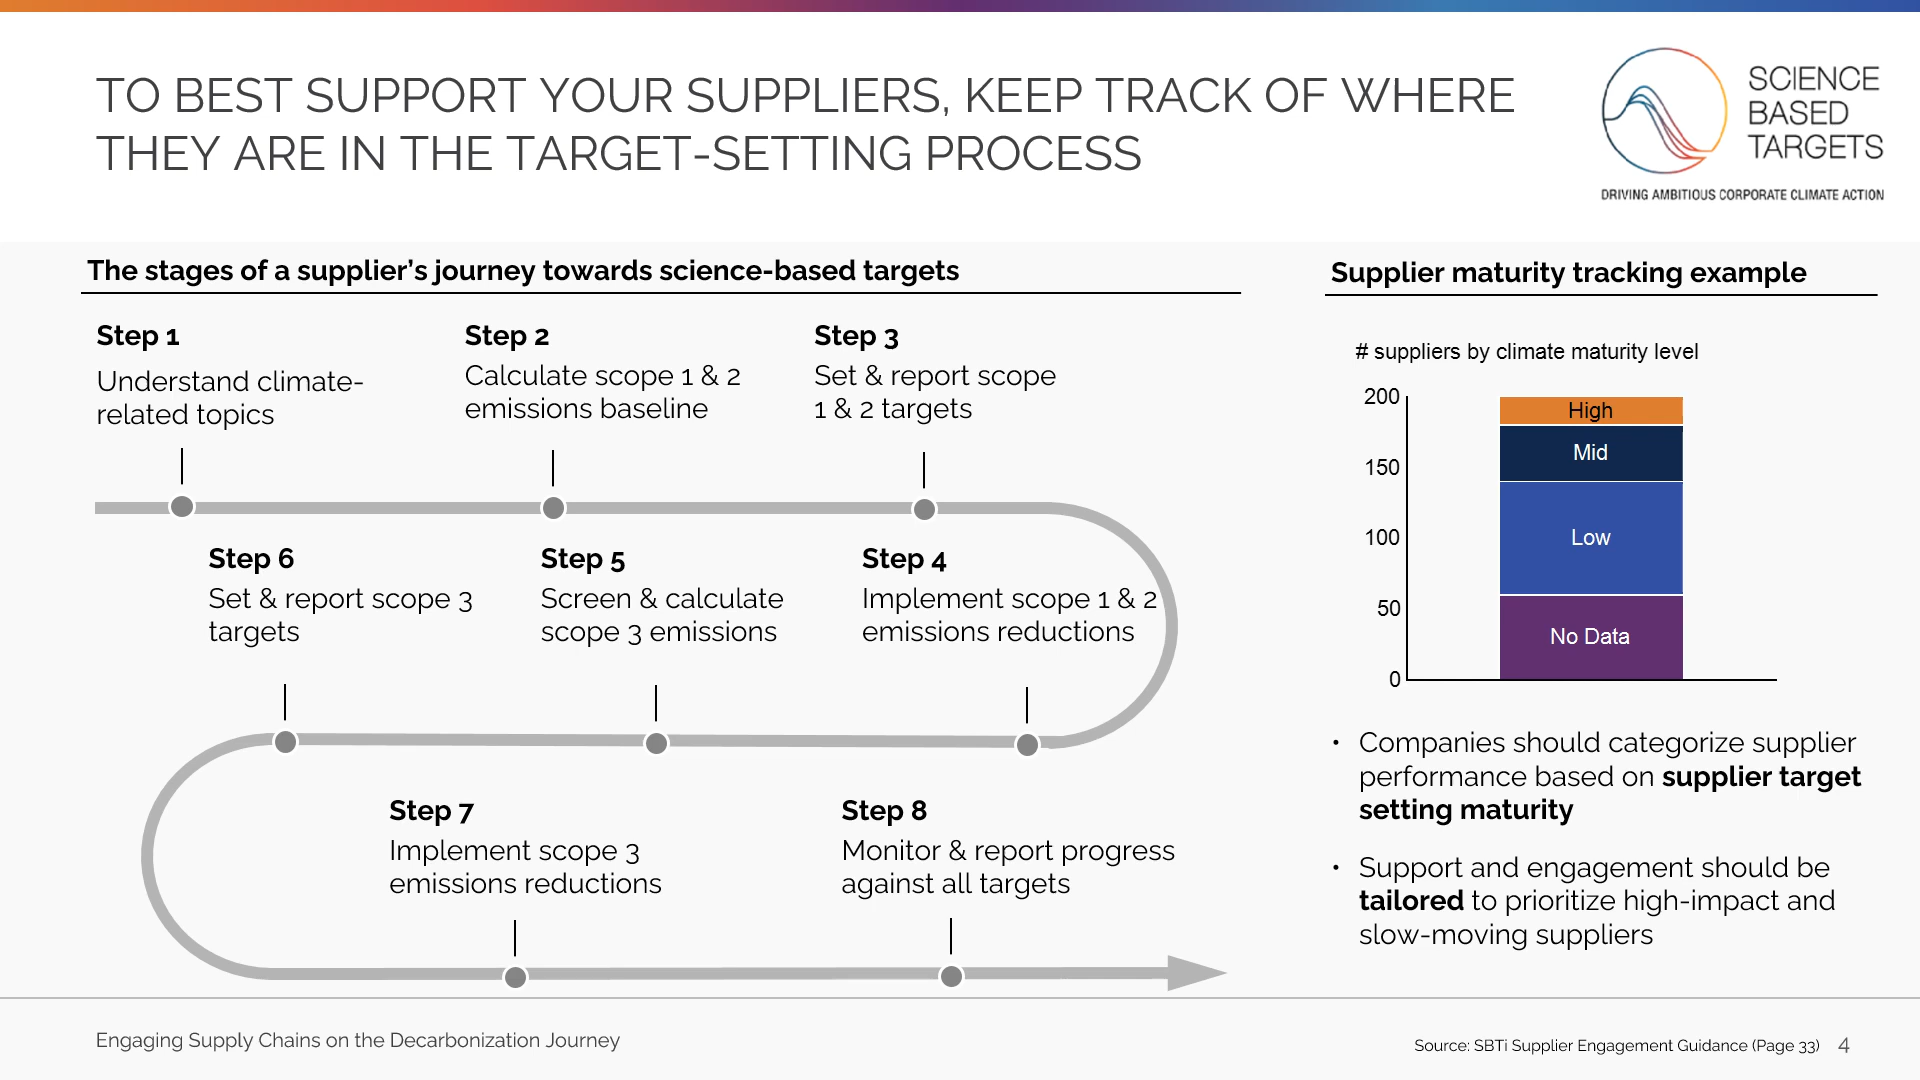 TO BEST SUPPORT YOUR SUPPLIERS, KEEP TRACK OF WHERE
THEY ARE IN THE TARGET-SETTING PROCESS
SCIENCE
BASED
TARGETS
DRIVING AMBITIOUS CORPORATE CLIMATE ACTION
The stages of a supplier’s journey towards science-based targets
Step 1
Understand climate-
related topics
Step 2
Calculate scope 1 & 2
emissions baseline
Step 3
Set & report scope
1 & 2 targets
Step 6
Set & report scope 3
targets
Step 5
Screen & calculate
scope 3 emissions
Step 4
Implement scope 1 & 2
emissions reductions
Step 7
Implement scope 3
emissions reductions
Step 8
Monitor & report progress
against all targets
Supplier maturity tracking example
# suppliers by climate maturity level
200
150
100
50
0
High
Mid
Low
No Data
• Companies should categorize supplier
performance based on supplier target
setting maturity
• Support and engagement should be
tailored to prioritize high-impact and
slow-moving suppliers
Engaging Supply Chains on the Decarbonization Journey
Source: SBTi Supplier Engagement Guidance (Page 33) 4